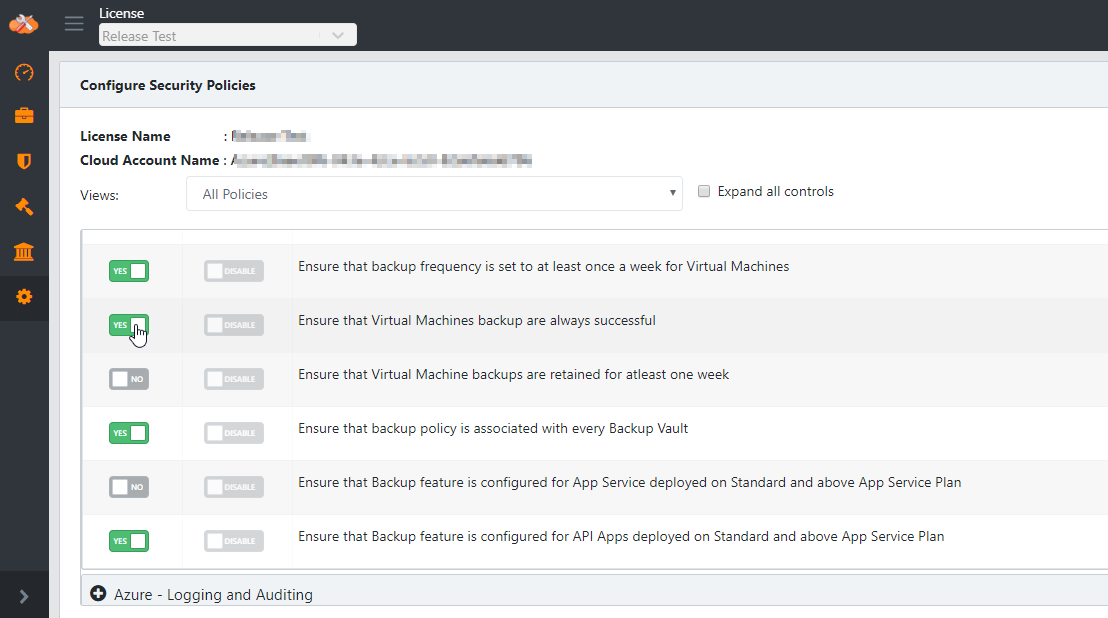 License
Release Test
Configure Security Policies
License Name :
Cloud Account Name :
Views: All Policies Expand all controls
YES DISABLE Ensure that backup frequency is set to at least once a week for Virtual Machines
YES DISABLE Ensure that Virtual Machines backup are always successful
NO DISABLE Ensure that Virtual Machine backups are retained for atleast one week
YES DISABLE Ensure that backup policy is associated with every Backup Vault
NO DISABLE Ensure that Backup feature is configured for App Service deployed on Standard and above App Service Plan
YES DISABLE Ensure that Backup feature is configured for API Apps deployed on Standard and above App Service Plan
Azure - Logging and Auditing